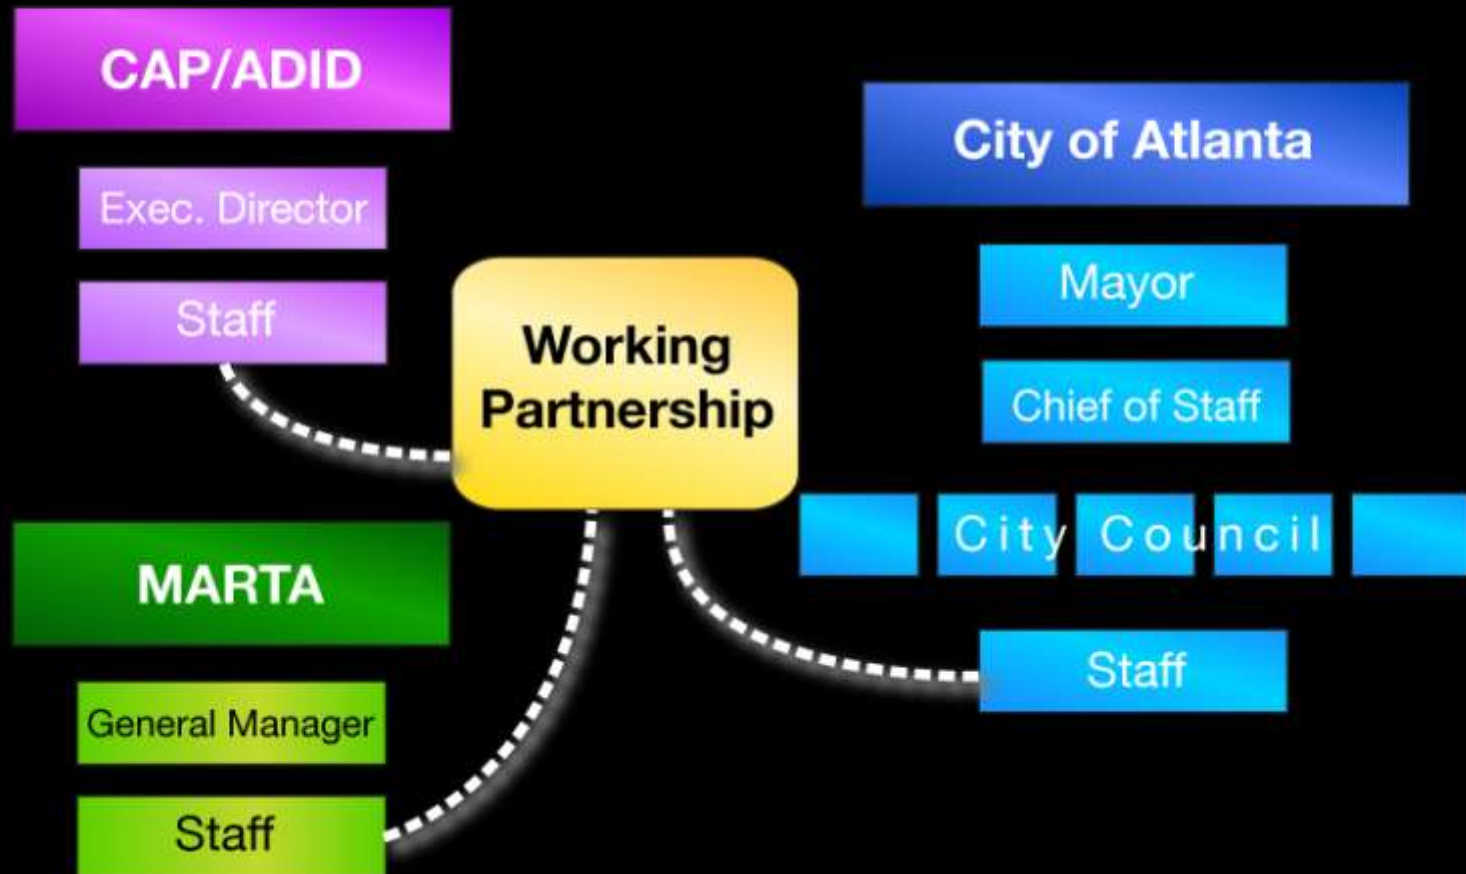 CAP/ADID
Exec. Director
Staff
MARTA
General Manager
Staff
Working
Partnership
City of Atlanta
Mayor
Chief of Staff
City Council
Staff